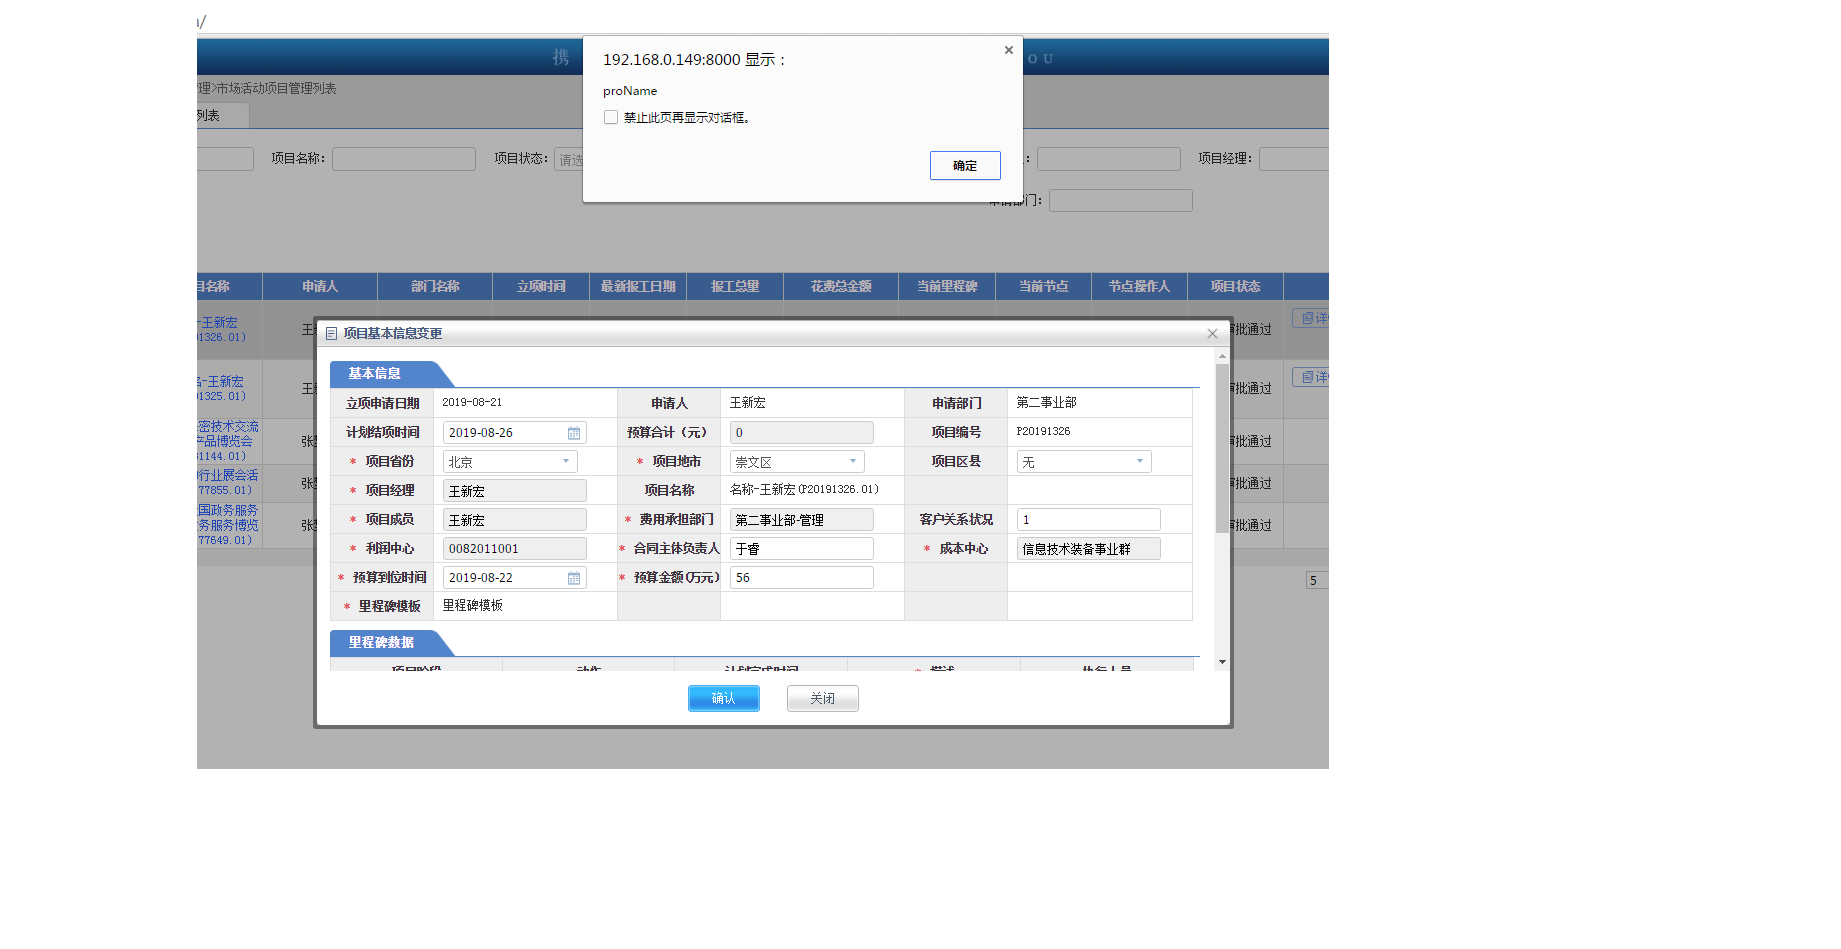 /
携
OU
192.168.0.149:8000 显示：
proName
禁止此页再显示对话框。
确定
理>市场活动项目管理列表
列表
项目名称：
项目状态：
请选
：
项目经理：
申请部门：
目名称 申请人 部门名称 立项时间 最新报工日期 报工总里 花费总金额 当前里程碑 当前节点 节点操作人 项目状态
-王新宏
1326.01)
王
审批通过
详
名-王新宏
1325.01)
王
审批通过
详
密技术交流
产品博览会
1144.01)
张
审批通过
行业展会活
77855.01)
张
审批通过
国政务服务
务服务博览
77649.01)
张
审批通过
5
项目基本信息变更
基本信息
立项申请日期 2019-08-21 申请人 王新宏 申请部门 第二事业部
计划结项时间 2019-08-26 预算合计（元） 0 项目编号 P20191326
* 项目省份 北京 * 项目地市 崇文区 项目区县 无
* 项目经理 王新宏 项目名称 名称-王新宏(P20191326.01)
* 项目成员 王新宏 * 费用承担部门 第二事业部-管理 客户关系状况 1
* 利润中心 0082011001 * 合同主体负责人 于睿 * 成本中心 信息技术装备事业群
* 预算到位时间 2019-08-22 * 预算金额(万元) 56
* 里程碑模板 里程碑模板
里程碑数据
项目阶段 动作 计划完成时间 * 描述 执行人员
确认 关闭